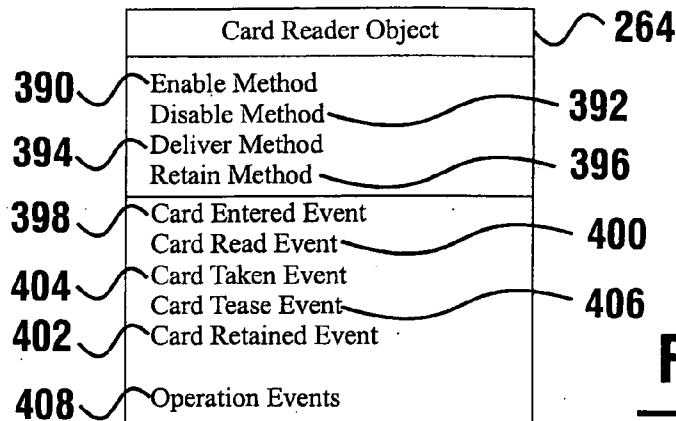 Card Reader Object 264
390 Enable Method
Disable Method 392
394 Deliver Method
Retain Method 396
398 Card Entered Event
Card Read Event 400
404 Card Taken Event
Card Tease Event 406
402 Card Retained Event
408 Operation Events